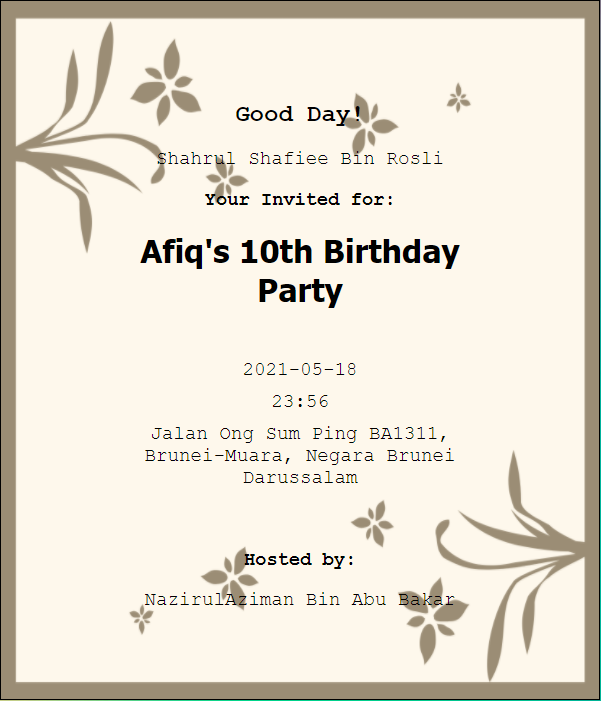 Good Day!
Shahrul Shafiee Bin Rosli
Your Invited for:
Afiq's 10th Birthday
Party
2021-05-18
23:56
Jalan Ong Sum Ping BA1311,
Brunei-Muara, Negara Brunei
Darussalam
Hosted by:
NazirulAziman Bin Abu Bakar